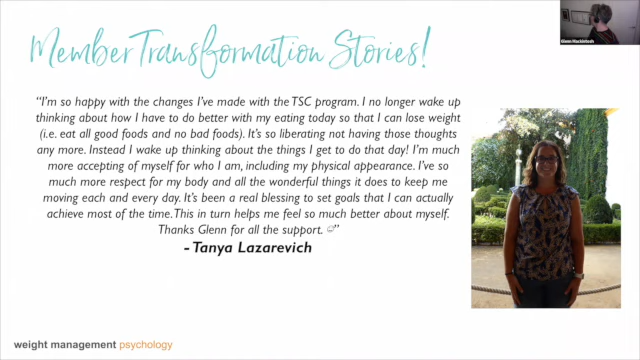 Member Transformation Stories!
Glenn Mackintosh
“I'm so happy with the changes I've made with the TSC program. I no longer wake up
thinking about how I have to do better with my eating today so that I can lose weight
(i.e. eat all good foods and no bad foods). It's so liberating not having those thoughts
any more. Instead I wake up thinking about the things I get to do that day! I'm much
more accepting of myself for who I am, including my physical appearance. I've so
much more respect for my body and all the wonderful things it does to keep me
moving each and every day. It's been a real blessing to set goals that I can actually
achieve most of the time. This in turn helps me feel so much better about myself.
Thanks Glenn for all the support. ☺”
- Tanya Lazarevich
weight management psychology